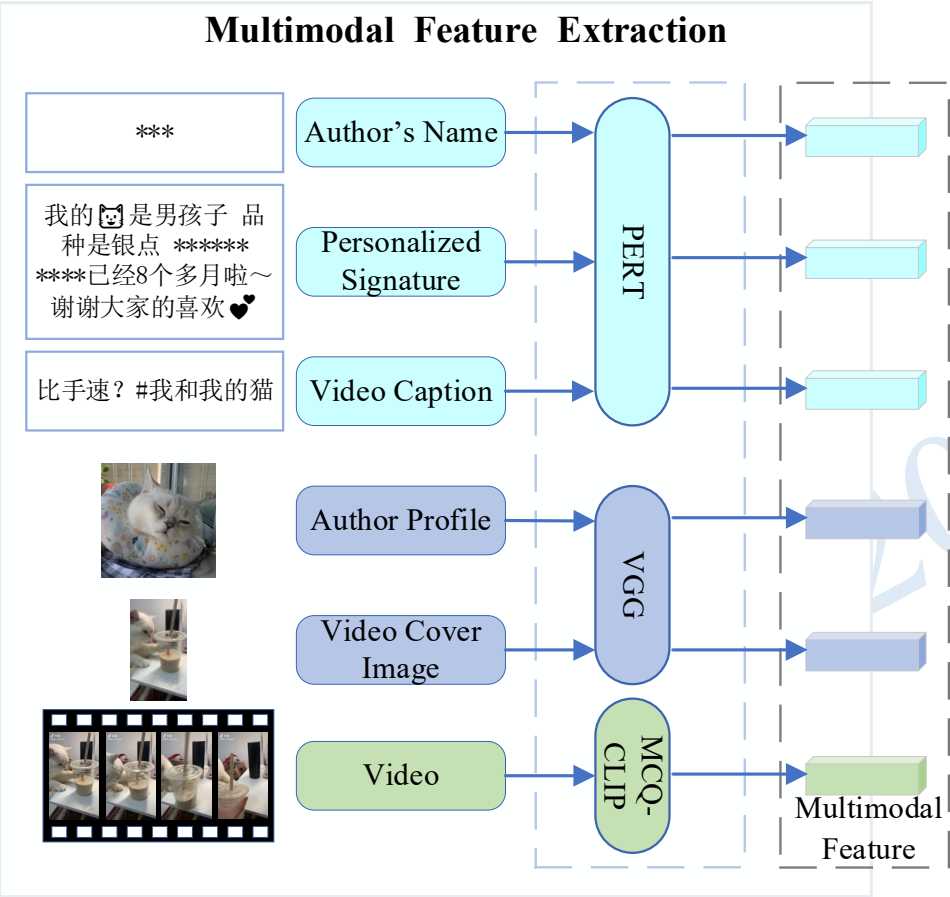 Multimodal Feature Extraction
***
Author's Name
我的🐱是男孩子 品
种是银点 ******
****已经8个多月啦～
谢谢大家的喜欢💕
Personalized
Signature
比手速？#我和我的猫
Video Caption
PERT
Author Profile
Video Cover
Image
VGG
Video
MCQ-
CLIP
Multimodal
Feature